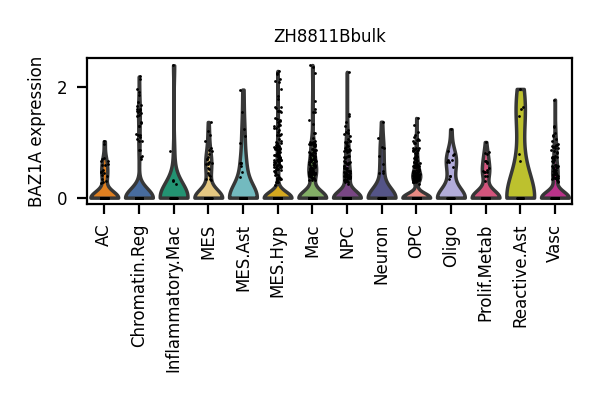 ZH8811Bbulk
BAZ1A expression
2
0
AC
Chromatin.Reg
Inflammatory.Mac
MES
MES.Ast
MES.Hyp
Mac
NPC
Neuron
OPC
Oligo
Prolif.Metab
Reactive.Ast
Vasc